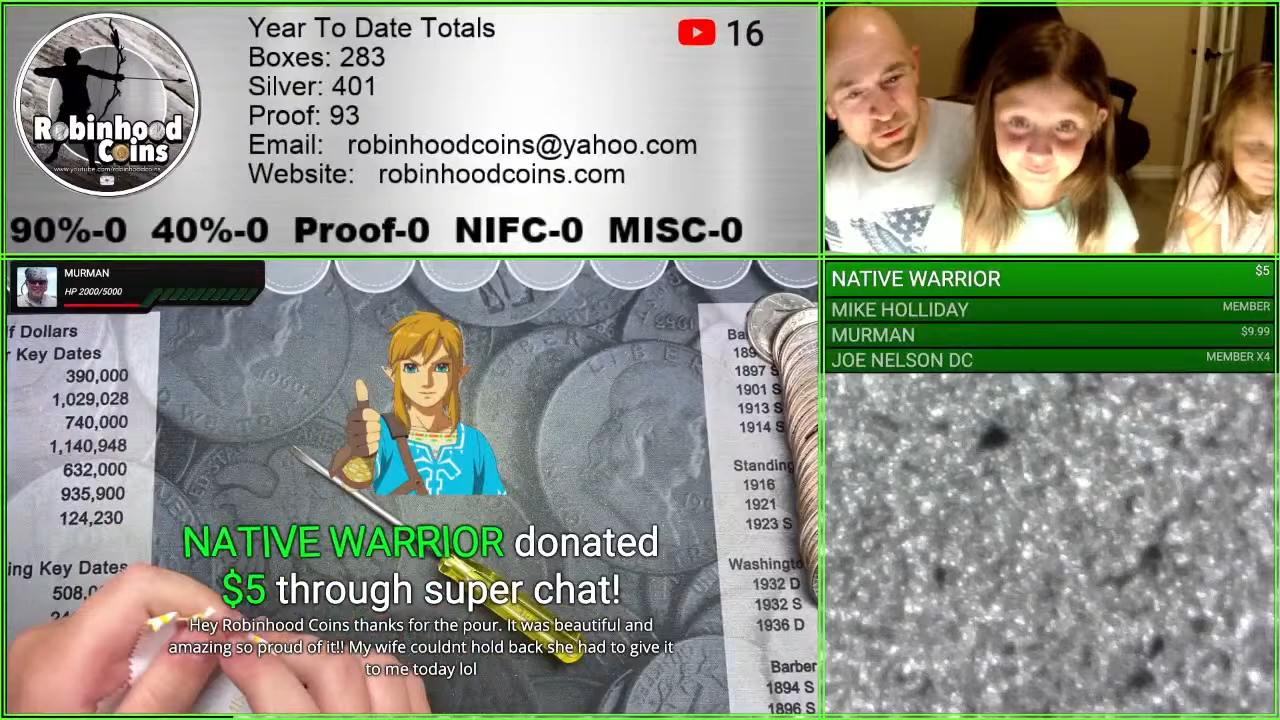 Year To Date Totals
Boxes: 283
Silver: 401
Proof: 93
Email: robinhoodcoins@yahoo.com
Website: robinhoodcoins.com
16
Robinhood
Coins
www.youtube.com/robinhoodcoins
90%-0 40%-0 Proof-0 NIFC-0 MISC-0
MURMAN
HP 2000/5000
NATIVE WARRIOR $5
MIKE HOLLIDAY MEMBER
MURMAN $9.99
JOE NELSON DC MEMBER X4
lf Dollars
r Key Dates
390,000
1,029,028
740,000
1,140,948
632,000
935,900
124,230
ing Key Dates
508,0
Ba
189
1897 S
1901 S
1913 S
1914 S
Standing
1916
1921
1923 S
Washingto
1932 D
1932 S
1936 D
Barber
1894 S
1896 S
NATIVE WARRIOR donated
$5 through super chat!
Hey Robinhood Coins thanks for the pour. It was beautiful and
amazing so proud of it!! My wife couldnt hold back she had to give it
to me today lol